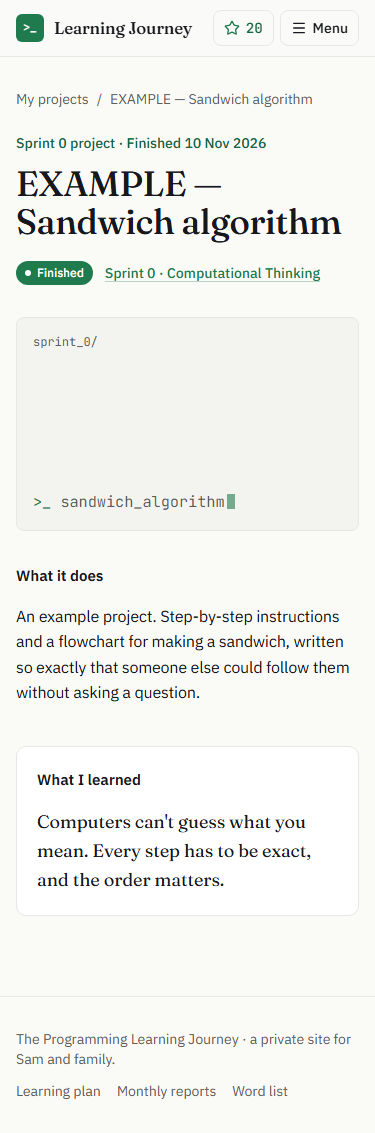 >_ Learning Journey 20 Menu
My projects / EXAMPLE — Sandwich algorithm
Sprint 0 project · Finished 10 Nov 2026
EXAMPLE —
Sandwich algorithm
Finished Sprint 0 · Computational Thinking
sprint_0/
>_ sandwich_algorithm
What it does
An example project. Step-by-step instructions
and a flowchart for making a sandwich, written
so exactly that someone else could follow them
without asking a question.
What I learned
Computers can't guess what you
mean. Every step has to be exact,
and the order matters.
The Programming Learning Journey · a private site for
Sam and family.
Learning plan Monthly reports Word list